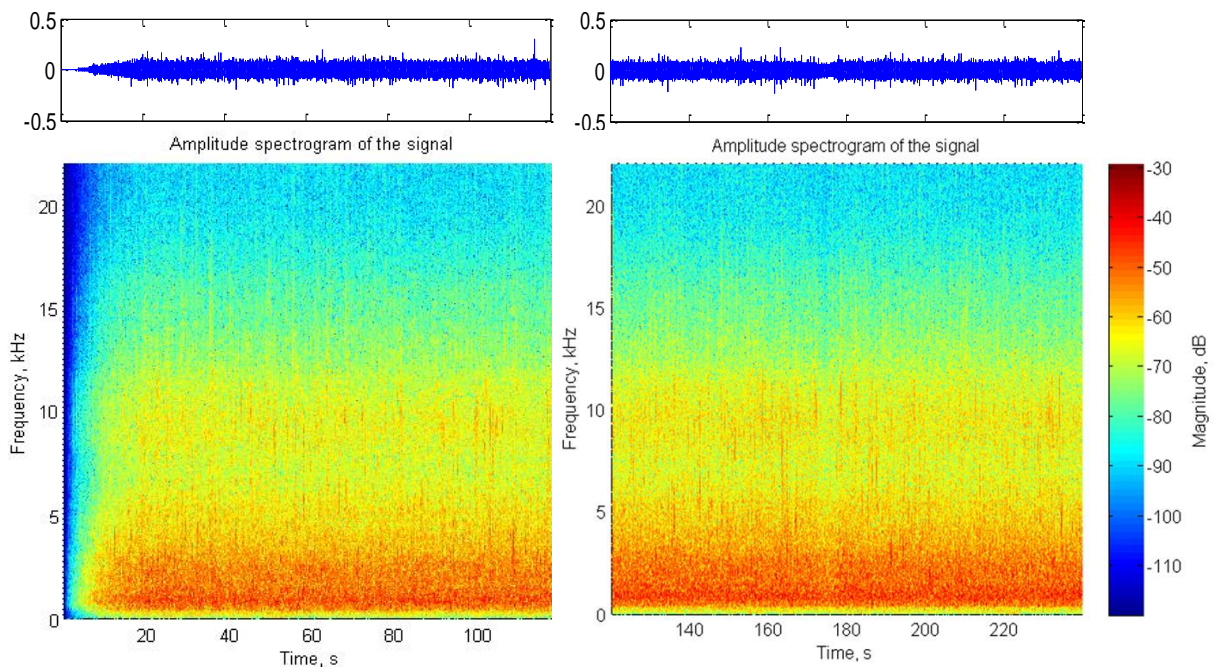 0.5
0
-0.5
0.5
0
-0.5
Amplitude spectrogram of the signal
Amplitude spectrogram of the signal
20
15
10
5
0
Frequency, kHz
20 40 60 80 100
Time, s
20
15
10
5
0
Frequency, kHz
140 160 180 200 220
Time, s
-30
-40
-50
-60
-70
-80
-90
-100
-110
Magnitude, dB